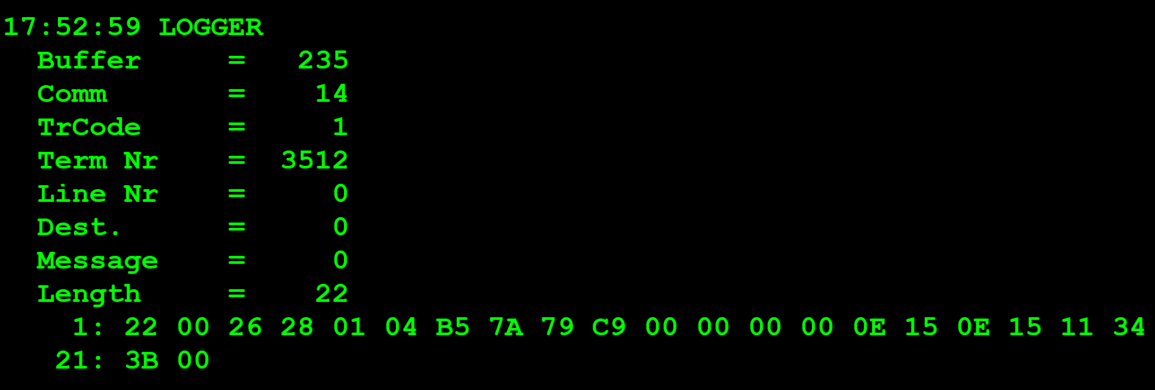 17:52:59 LOGGER
Buffer = 235
Comm = 14
TrCode = 1
Term Nr = 3512
Line Nr = 0
Dest. = 0
Message = 0
Length = 22
1: 22 00 26 28 01 04 B5 7A 79 C9 00 00 00 00 0E 15 0E 15 11 34
21: 3B 00